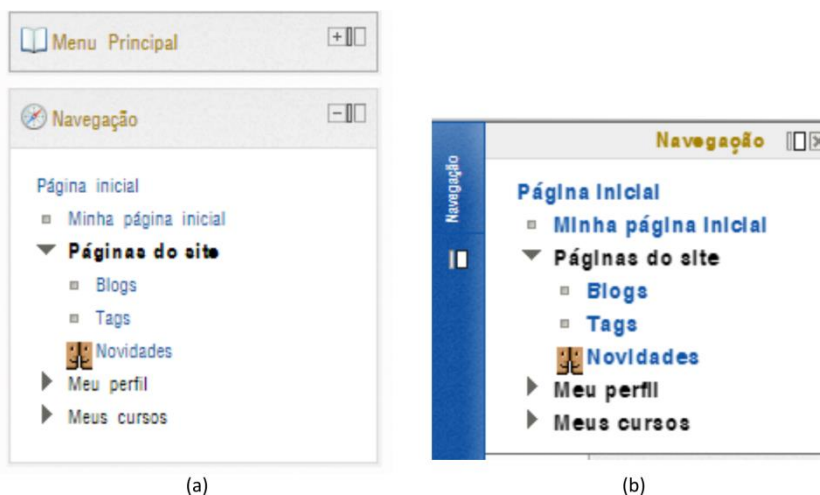 Menu Principal
Navegação
Página inicial
Minha página inicial
Páginas do site
Blogs
Tags
Novidades
Meu perfil
Meus cursos
(a)
Navegação
Navegação
Página inicial
Minha página inicial
Páginas do site
Blogs
Tags
Novidades
Meu perfil
Meus cursos
(b)